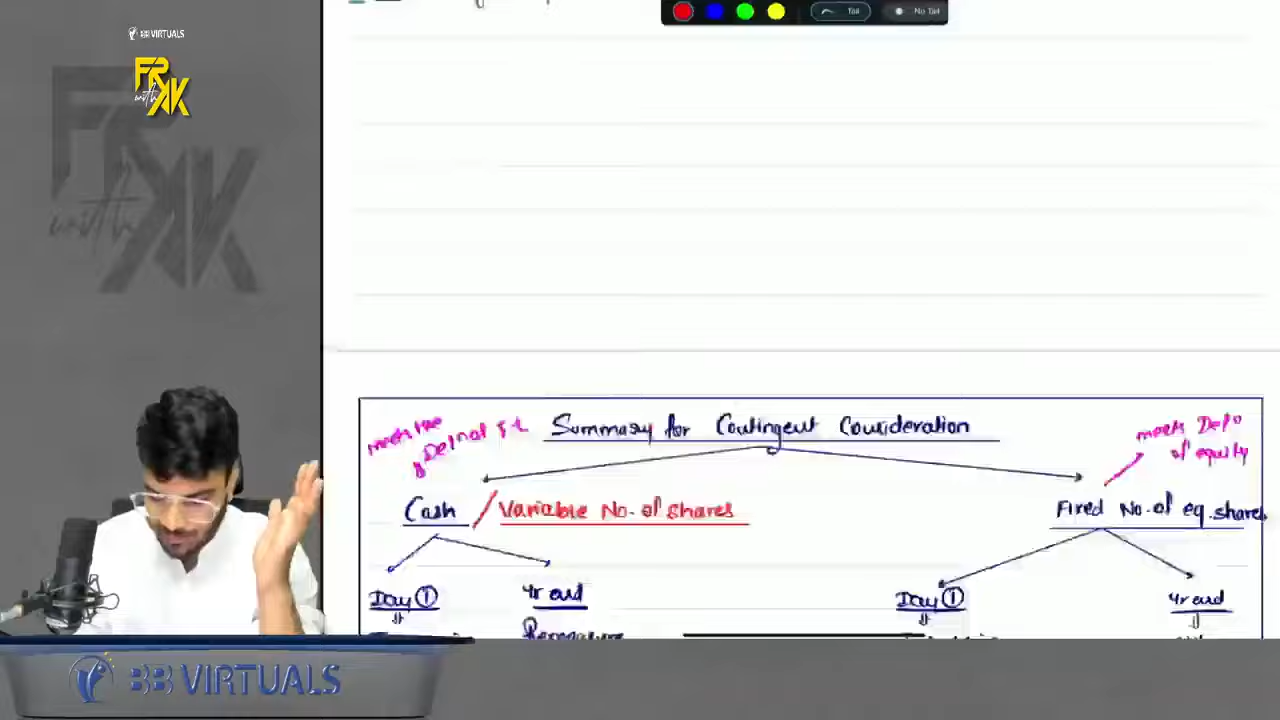 BB VIRTUALS
FR
with
KK
Tail
No Tail
Summary for Contingent Consideration
meets the
Defn of F.L
meets Defn
of equity
Cash / Variable No. of shares
Fixed No. of eq. shares
Day ①
Yr end
Day ①
Yr end
Remeasure
BB VIRTUALS